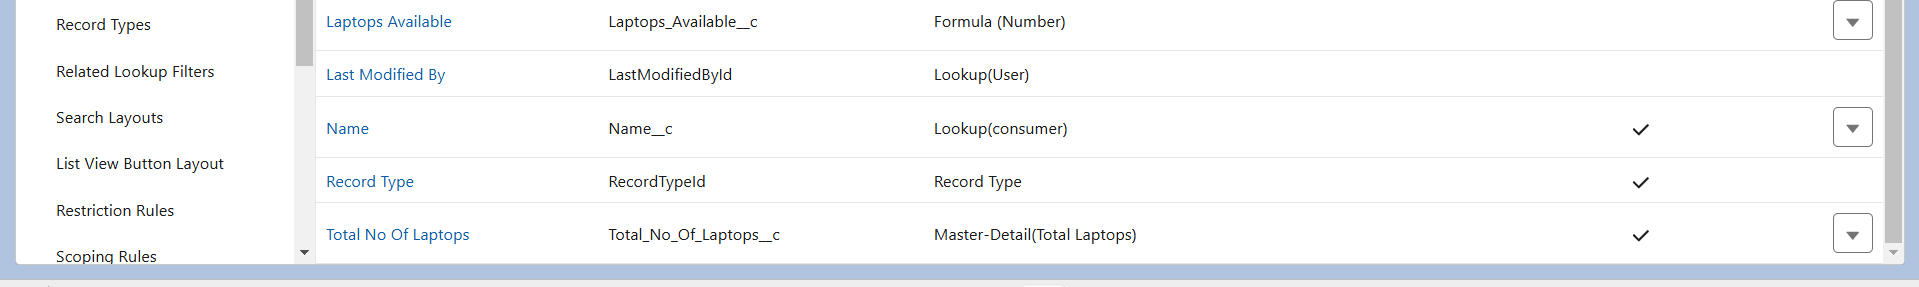 Record Types
Related Lookup Filters
Search Layouts
List View Button Layout
Restriction Rules
Scoping Rules
Laptops Available Laptops_Available__c Formula (Number)
Last Modified By LastModifiedById Lookup(User)
Name Name__c Lookup(consumer)
Record Type RecordTypeId Record Type
Total No Of Laptops Total_No_Of_Laptops__c Master-Detail(Total Laptops)